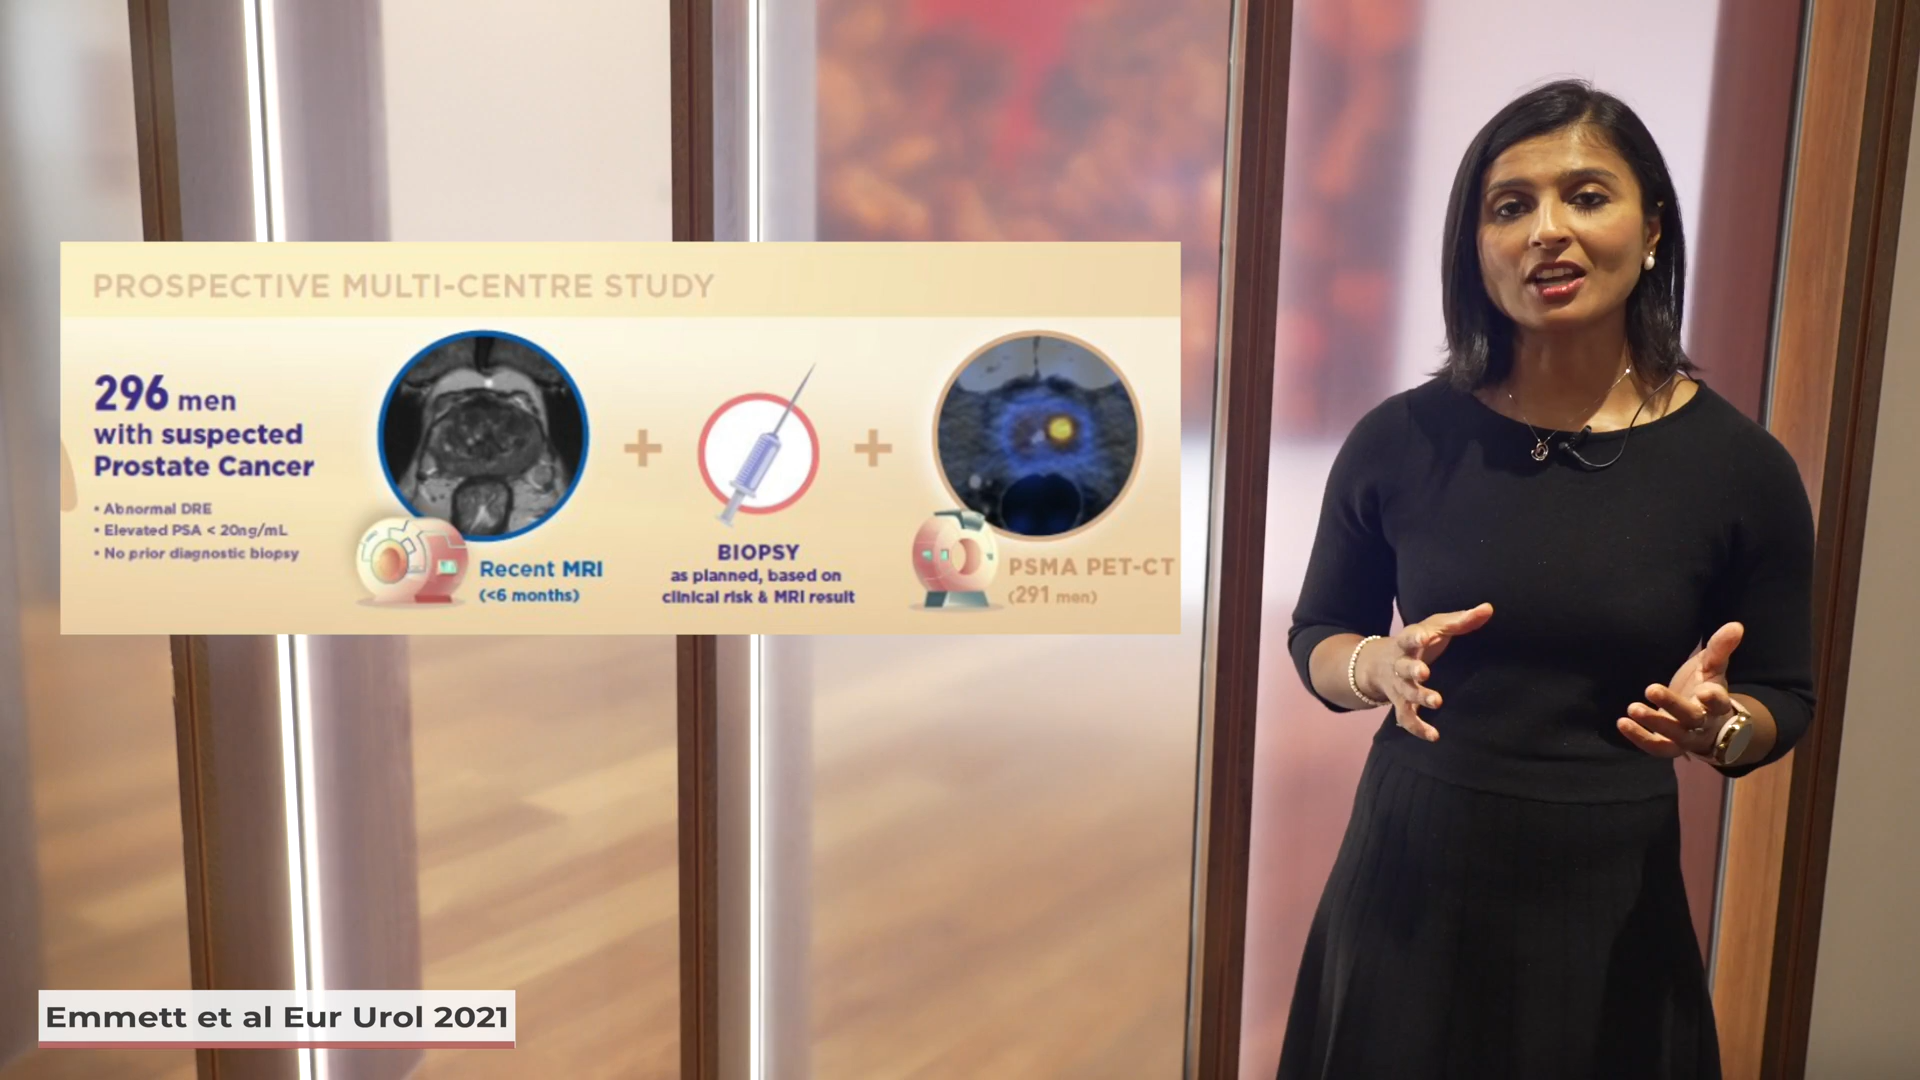 PROSPECTIVE MULTI-CENTRE STUDY
296 men
with suspected
Prostate Cancer
• Abnormal DRE
• Elevated PSA < 20ng/mL
• No prior diagnostic biopsy
Recent MRI
(<6 months)
BIOPSY
as planned, based on
clinical risk & MRI result
PSMA PET-CT
(291 men)
Emmett et al Eur Urol 2021